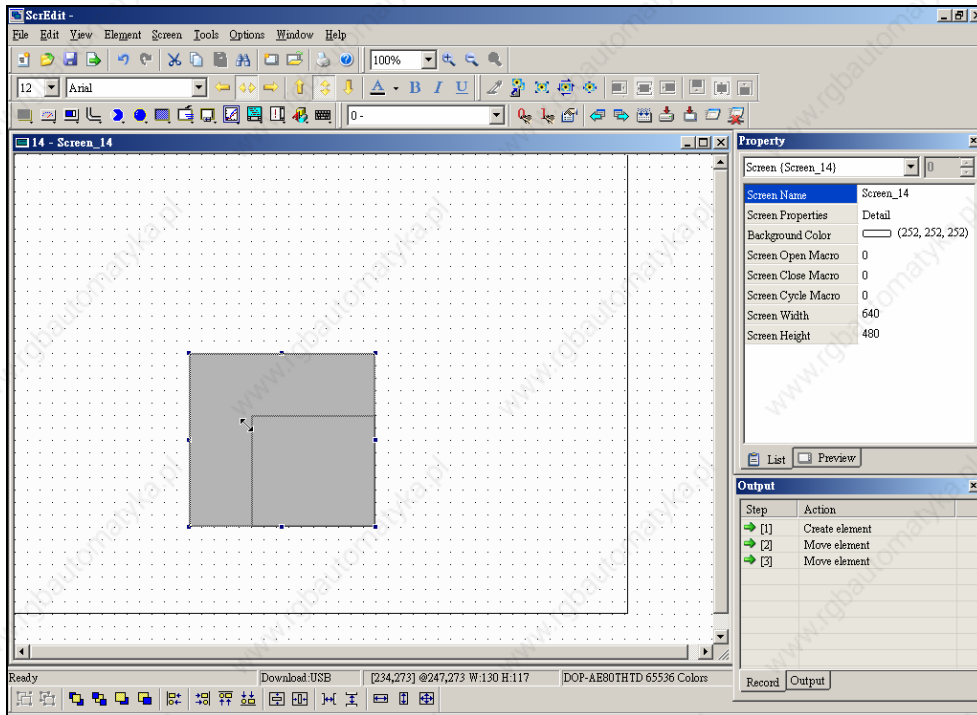 ScrEdit -
File Edit View Element Screen Tools Options Window Help
100%
12 Arial B I U
0 -
14 - Screen_14
Property
Screen {Screen_14} 0
Screen Name Screen_14
Screen Properties Detail
Background Color (252, 252, 252)
Screen Open Macro 0
Screen Close Macro 0
Screen Cycle Macro 0
Screen Width 640
Screen Height 480
List Preview
Output
Step Action
[1] Create element
[2] Move element
[3] Move element
Record Output
Ready Download:USB [234,273] @247,273 W:130 H:117 DOP-AE80THTD 65536 Colors
www.rgbautomatyka.pl